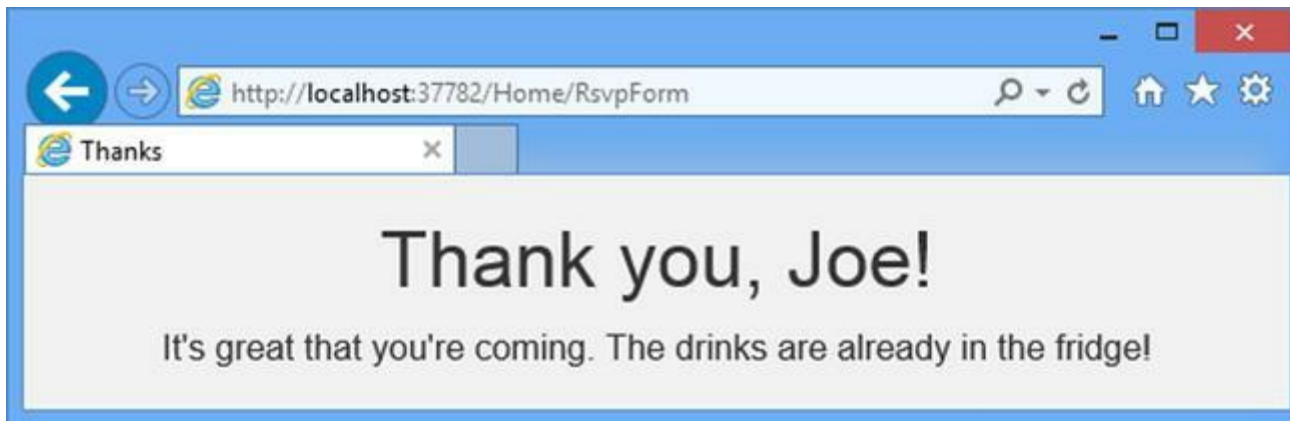 http://localhost:37782/Home/RsvpForm
Thanks
Thank you, Joe!
It's great that you're coming. The drinks are already in the fridge!